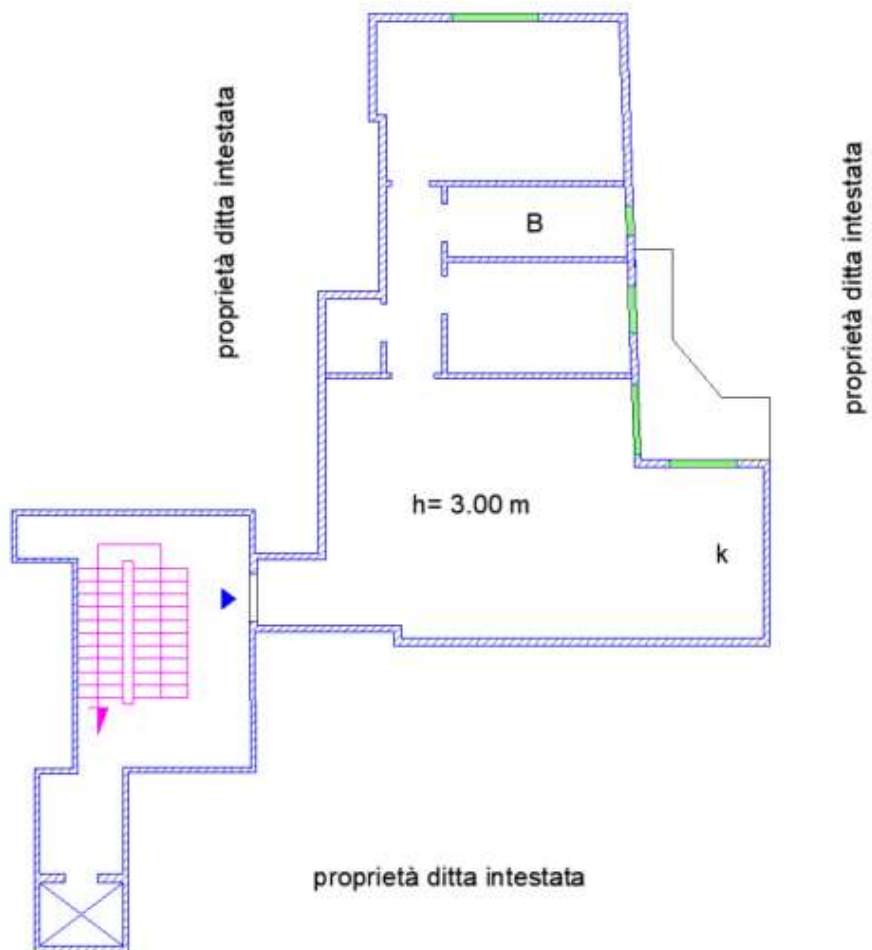 proprietà ditta intestata
proprietà ditta intestata
B
h= 3.00 m
k
proprietà ditta intestata